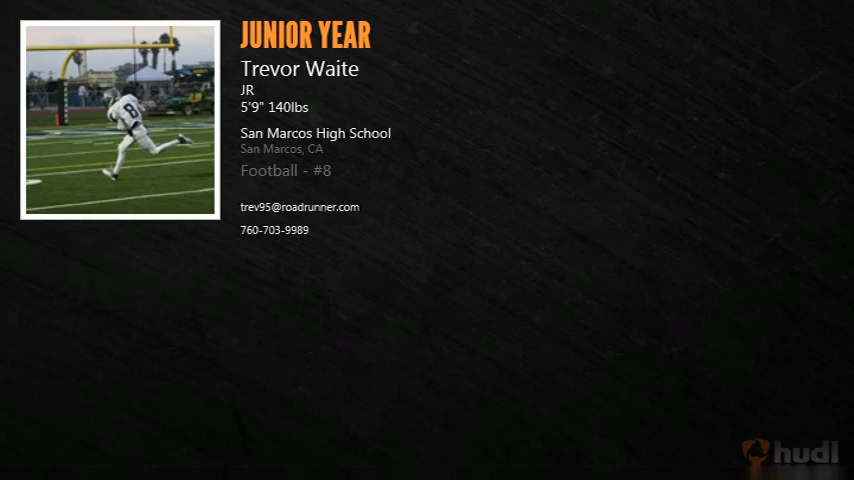 JUNIOR YEAR
Trevor Waite
JR
5'9" 140lbs
San Marcos High School
San Marcos, CA
Football - #8
trev95@roadrunner.com
760-703-9989
8
hudl